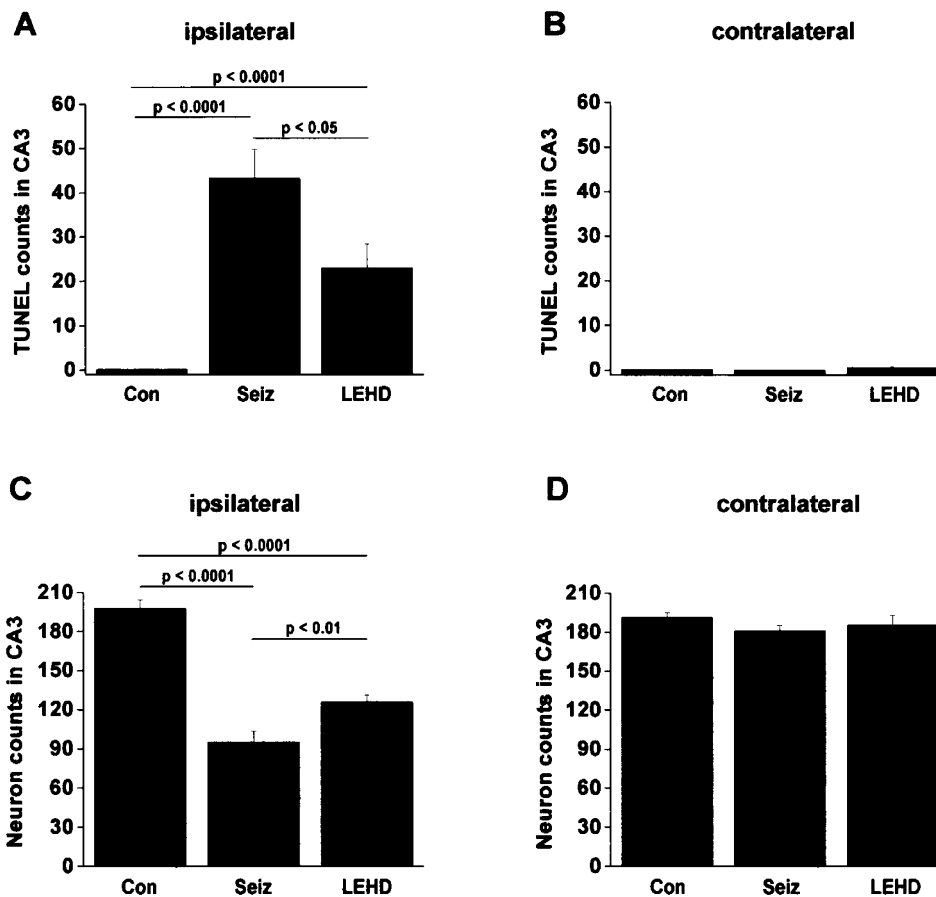 A
ipsilateral
p < 0.0001
p < 0.0001
p < 0.05
TUNEL counts in CA3
60
50
40
30
20
10
0
Con Seiz LEHD
B
contralateral
TUNEL counts in CA3
60
50
40
30
20
10
0
Con Seiz LEHD
C
ipsilateral
p < 0.0001
p < 0.0001
p < 0.01
Neuron counts in CA3
210
180
150
120
90
60
30
0
Con Seiz LEHD
D
contralateral
Neuron counts in CA3
210
180
150
120
90
60
30
0
Con Seiz LEHD